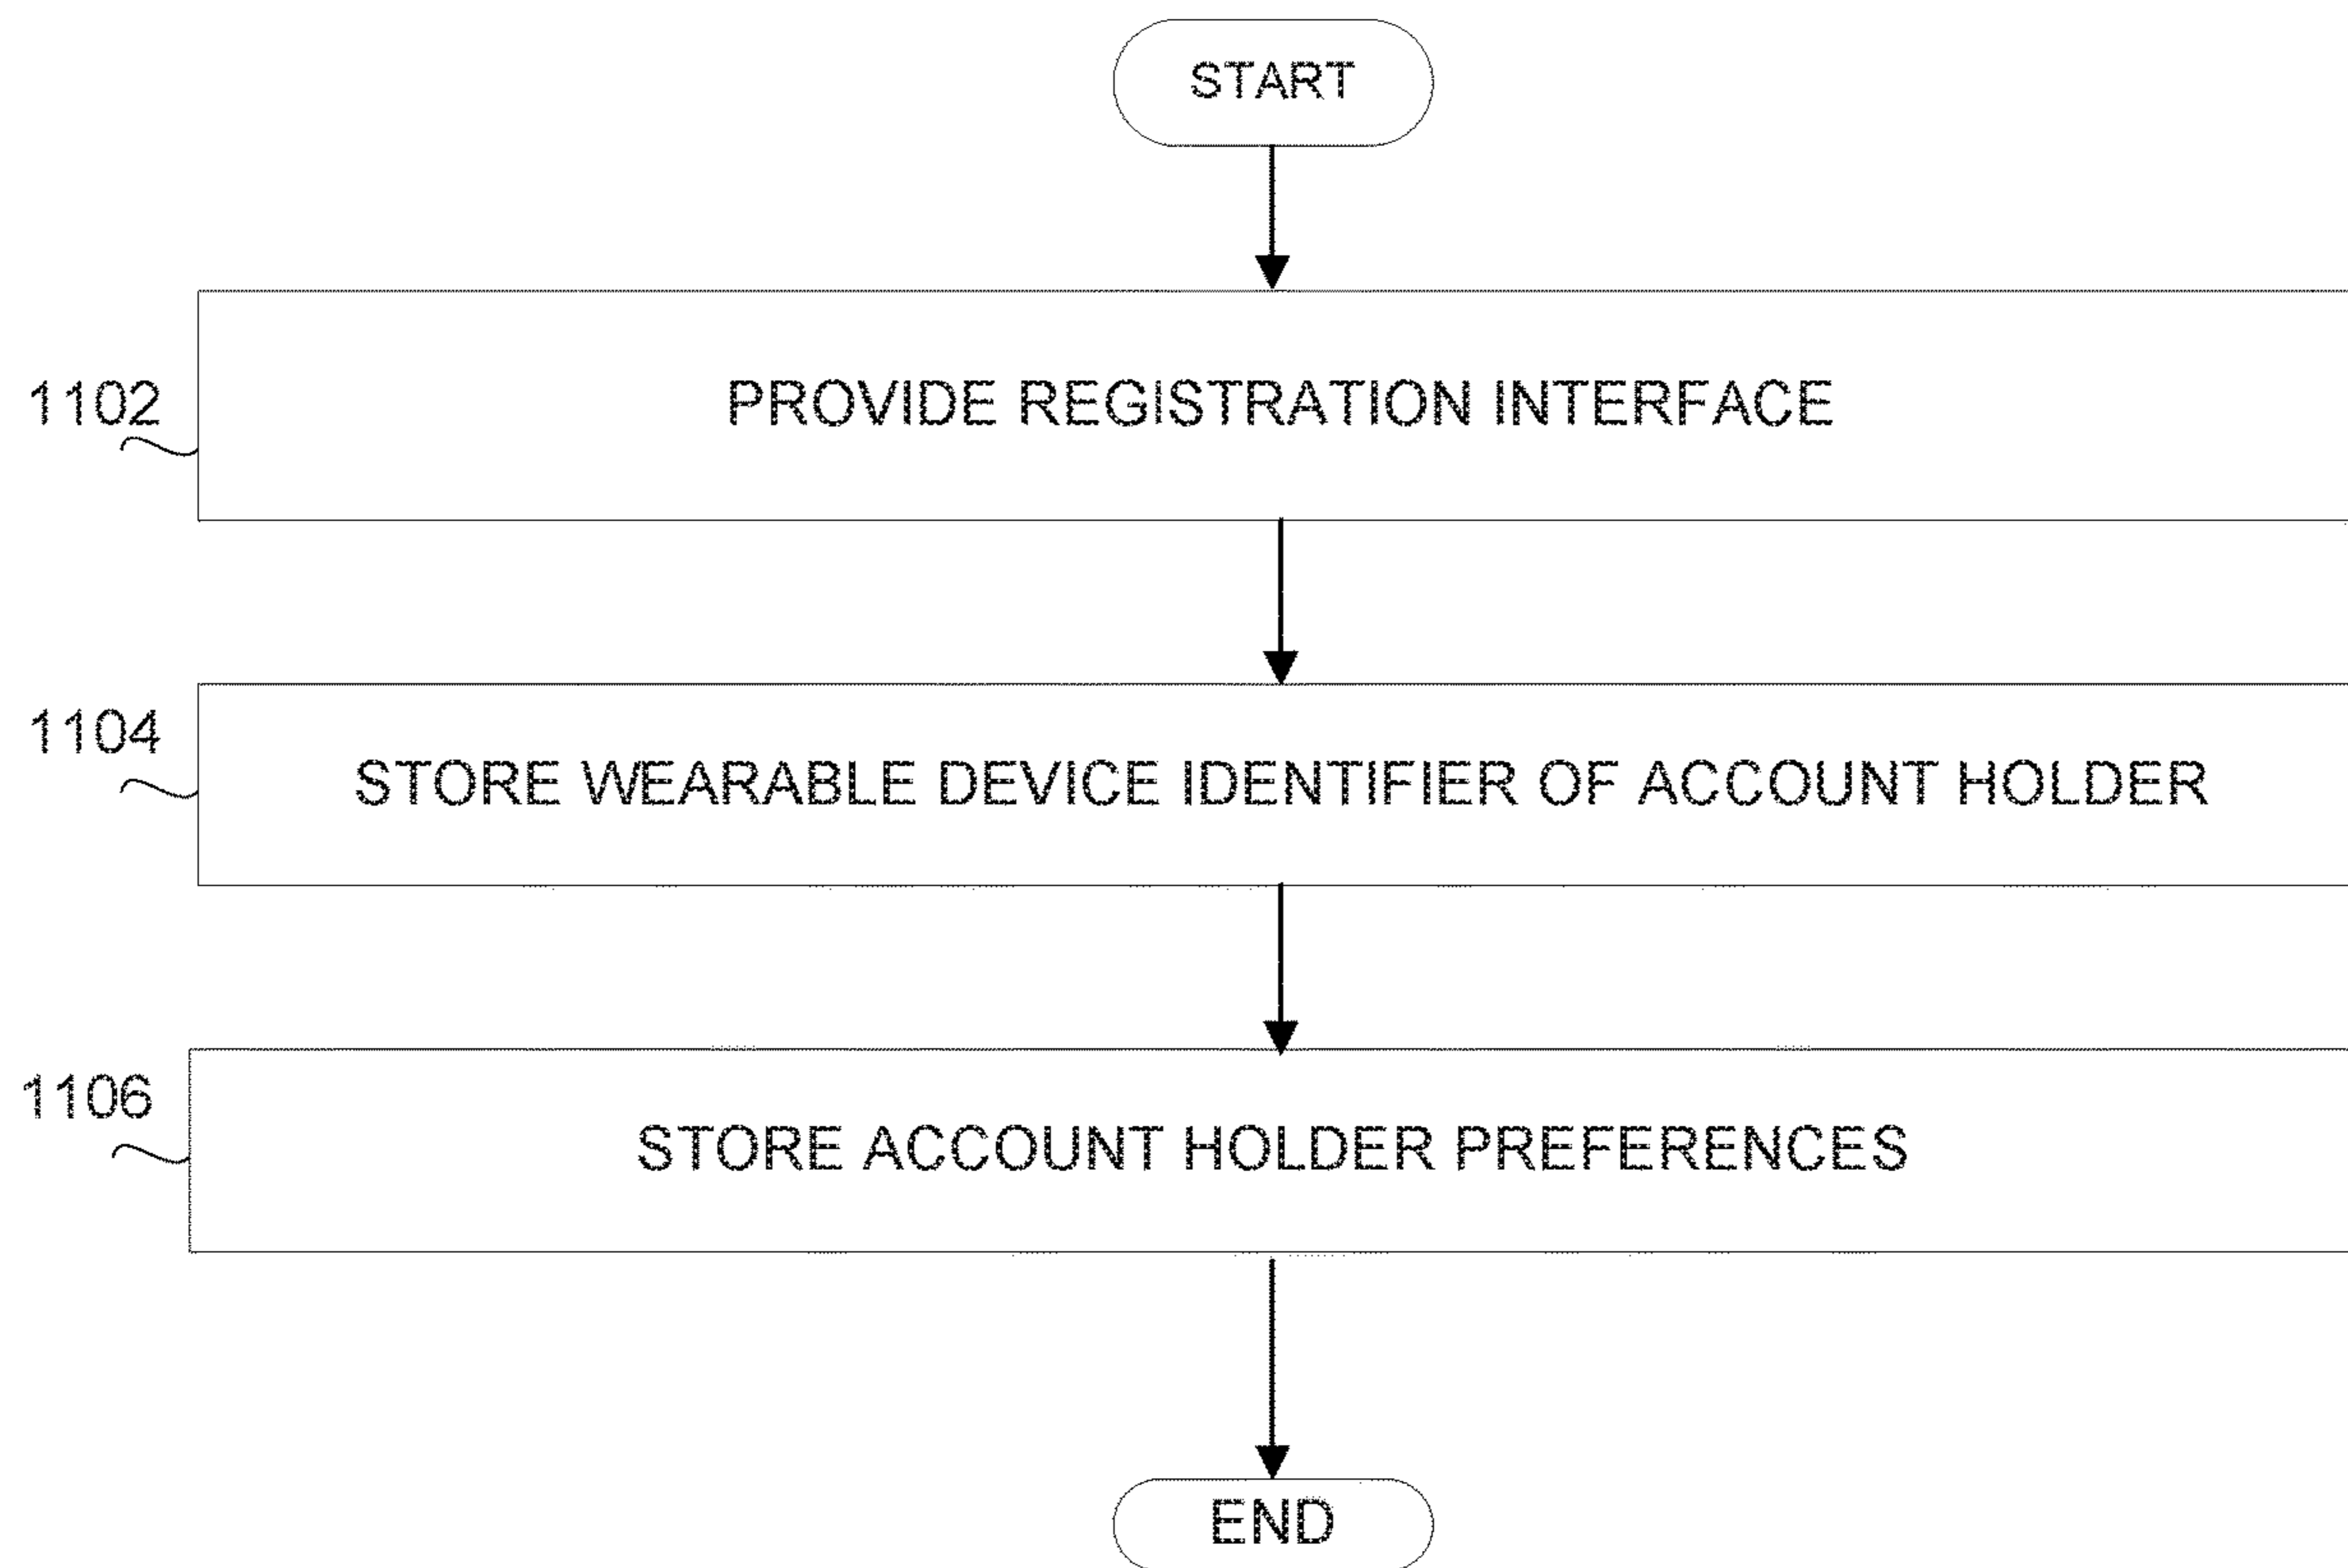 START
1102
PROVIDE REGISTRATION INTERFACE
1104
STORE WEARABLE DEVICE IDENTIFIER OF ACCOUNT HOLDER
1106
STORE ACCOUNT HOLDER PREFERENCES
END